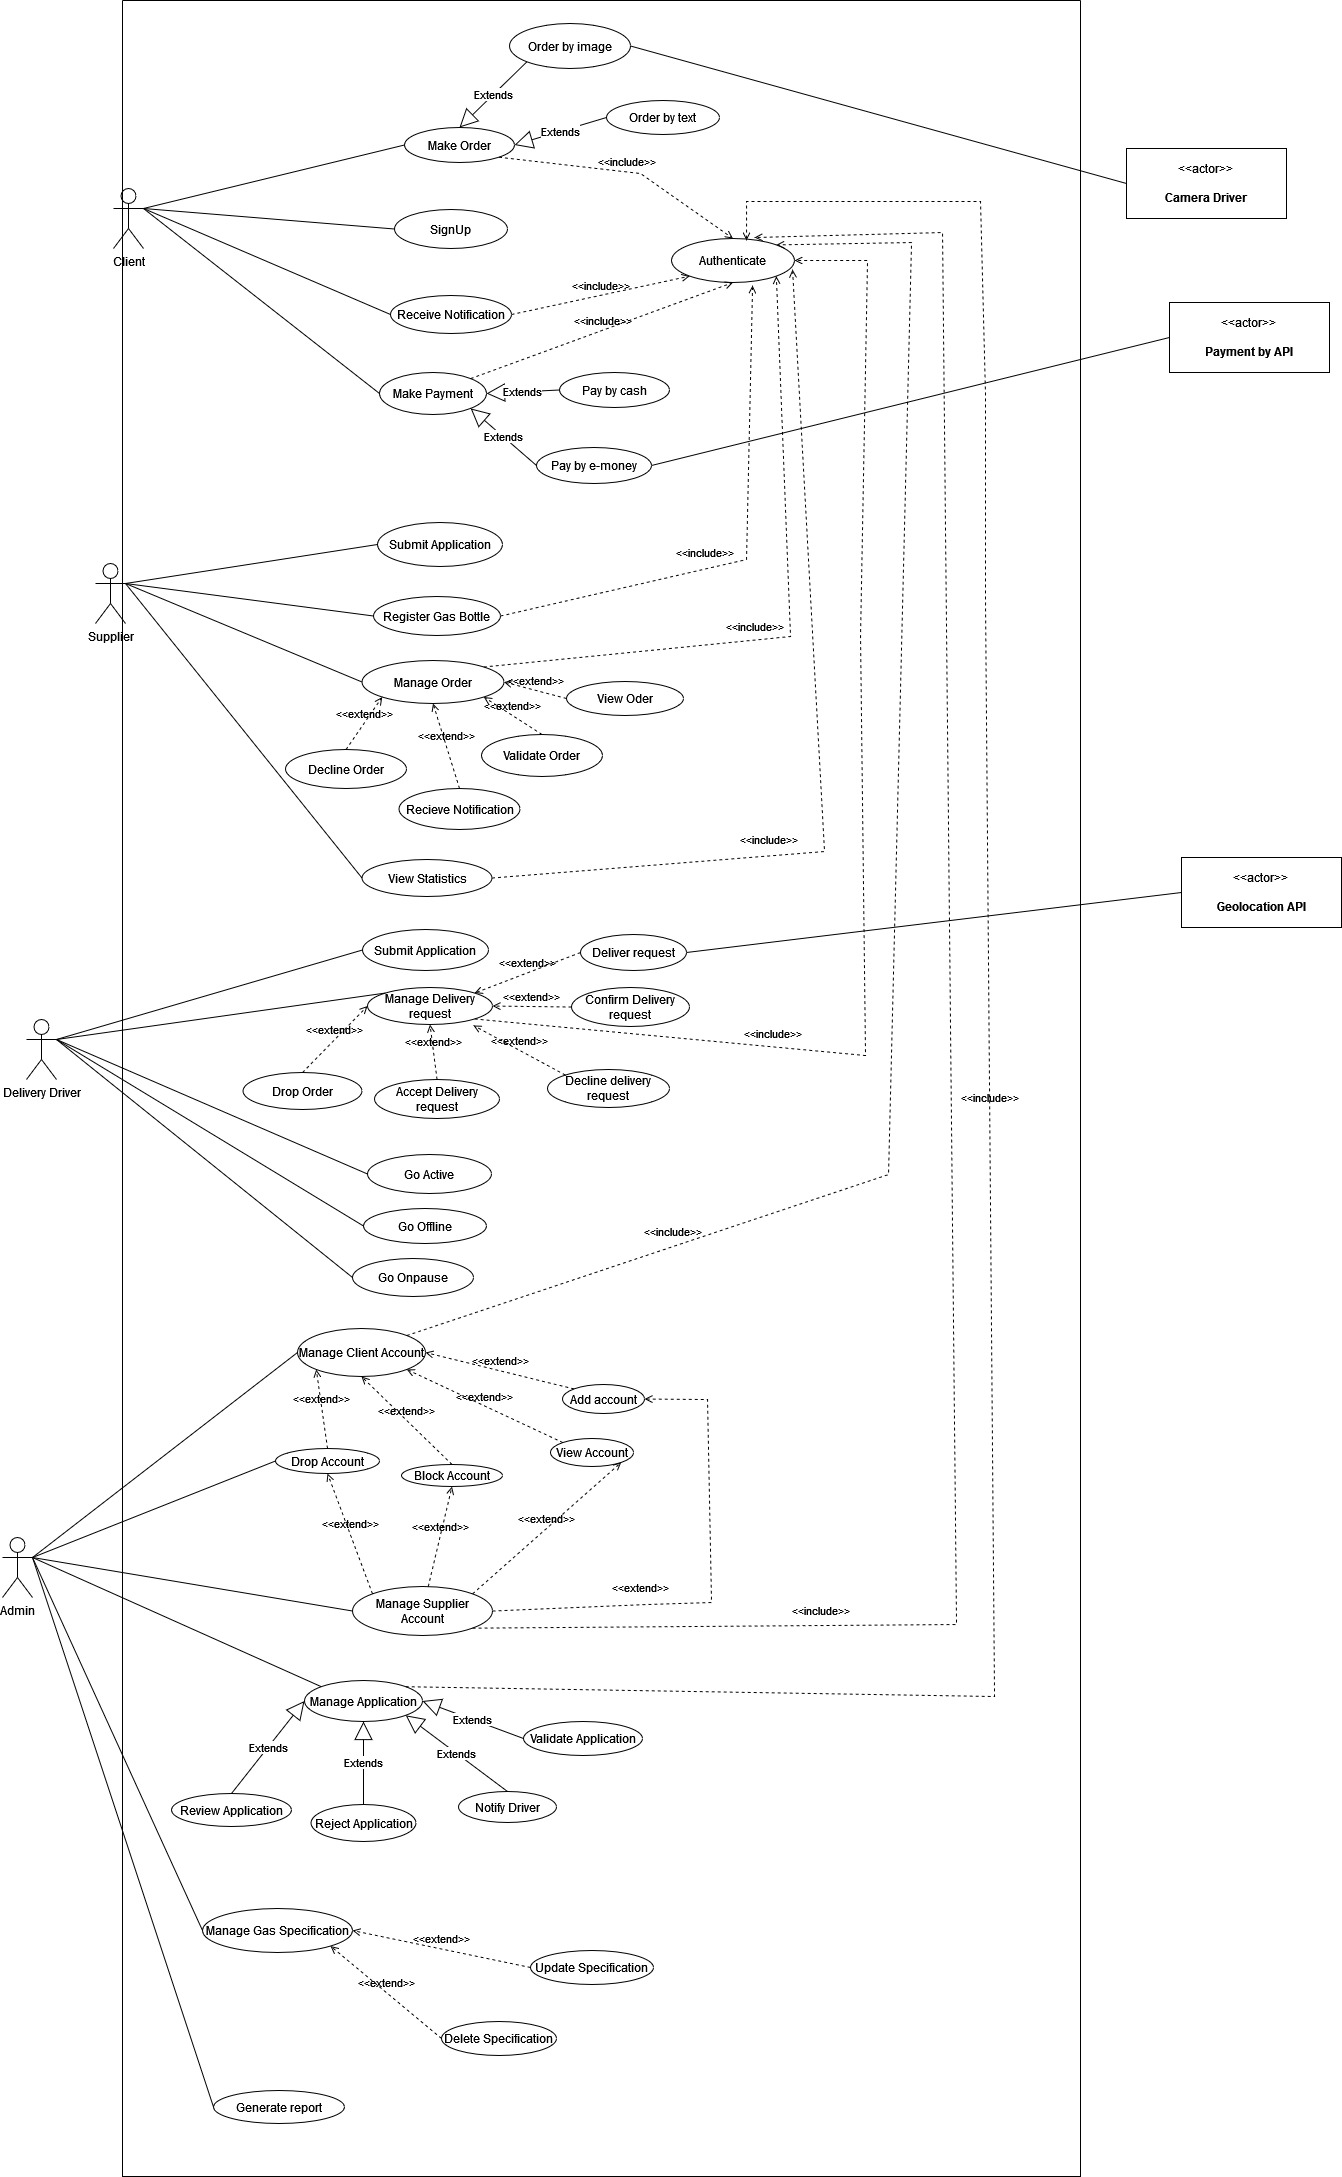 Order by image
Extends
Order by text
Extends
Make Order
<<include>>
<<actor>>
Camera Driver
Client
SignUp
Authenticate
<<include>>
Receive Notification
<<include>>
<<actor>>
Payment by API
Make Payment
Extends
Pay by cash
Extends
Pay by e-money
Submit Application
<<include>>
Register Gas Bottle
Supplier
<<include>>
Manage Order
<<extend>>
View Oder
<<extend>>
<<extend>>
<<extend>>
Validate Order
Decline Order
Recieve Notification
<<include>>
View Statistics
<<actor>>
Geolocation API
Submit Application
Deliver request
<<extend>>
Manage Delivery
request
<<extend>>
Confirm Delivery
request
<<extend>>
<<include>>
<<extend>>
<<extend>>
Delivery Driver
Drop Order
Accept Delivery
request
Decline delivery
request
<<include>>
Go Active
Go Offline
<<include>>
Go Onpause
Manage Client Account
<<extend>>
<<extend>>
<<extend>>
<<extend>>
Add account
View Account
Drop Account
Block Account
<<extend>>
<<extend>>
<<extend>>
<<extend>>
Manage Supplier
Account
<<include>>
Admin
Manage Application
Extends
Validate Application
Extends
Extends
Extends
Review Application
Reject Application
Notify Driver
Manage Gas Specification
<<extend>>
Update Specification
<<extend>>
Delete Specification
Generate report